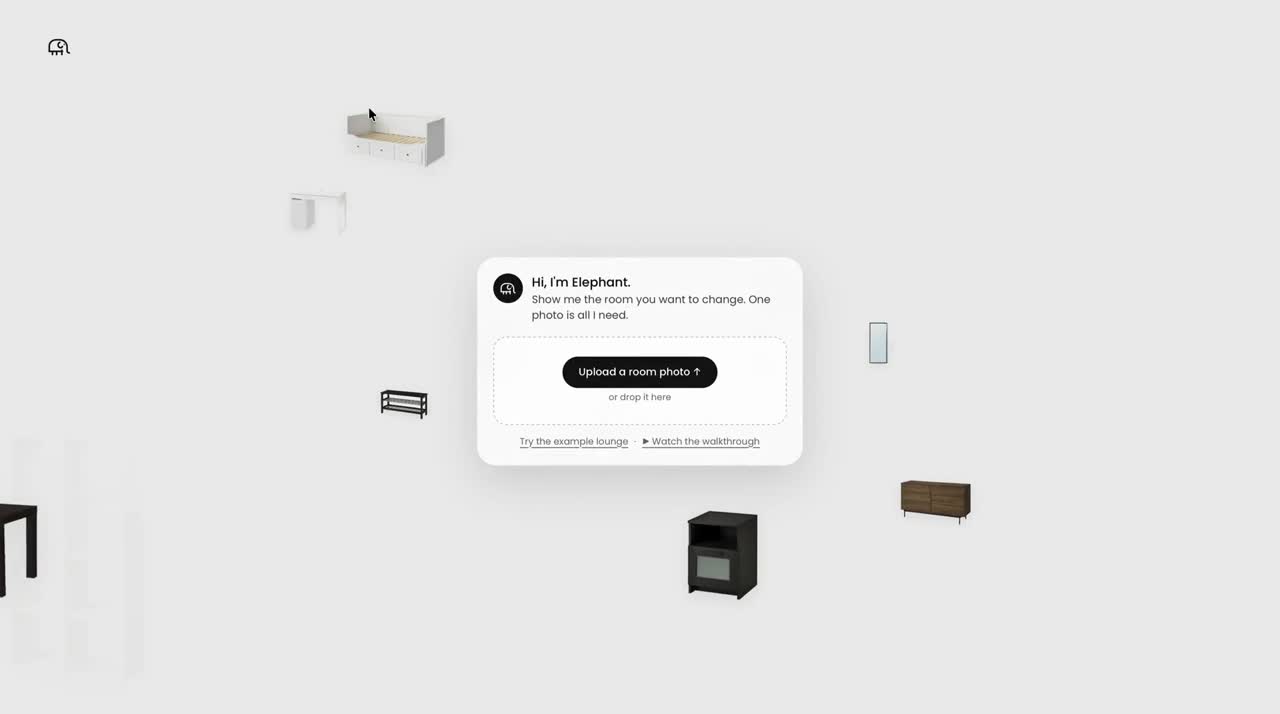 Hi, I'm Elephant.
Show me the room you want to change. One
photo is all I need.
Upload a room photo ↑
or drop it here
Try the example lounge · ▶ Watch the walkthrough